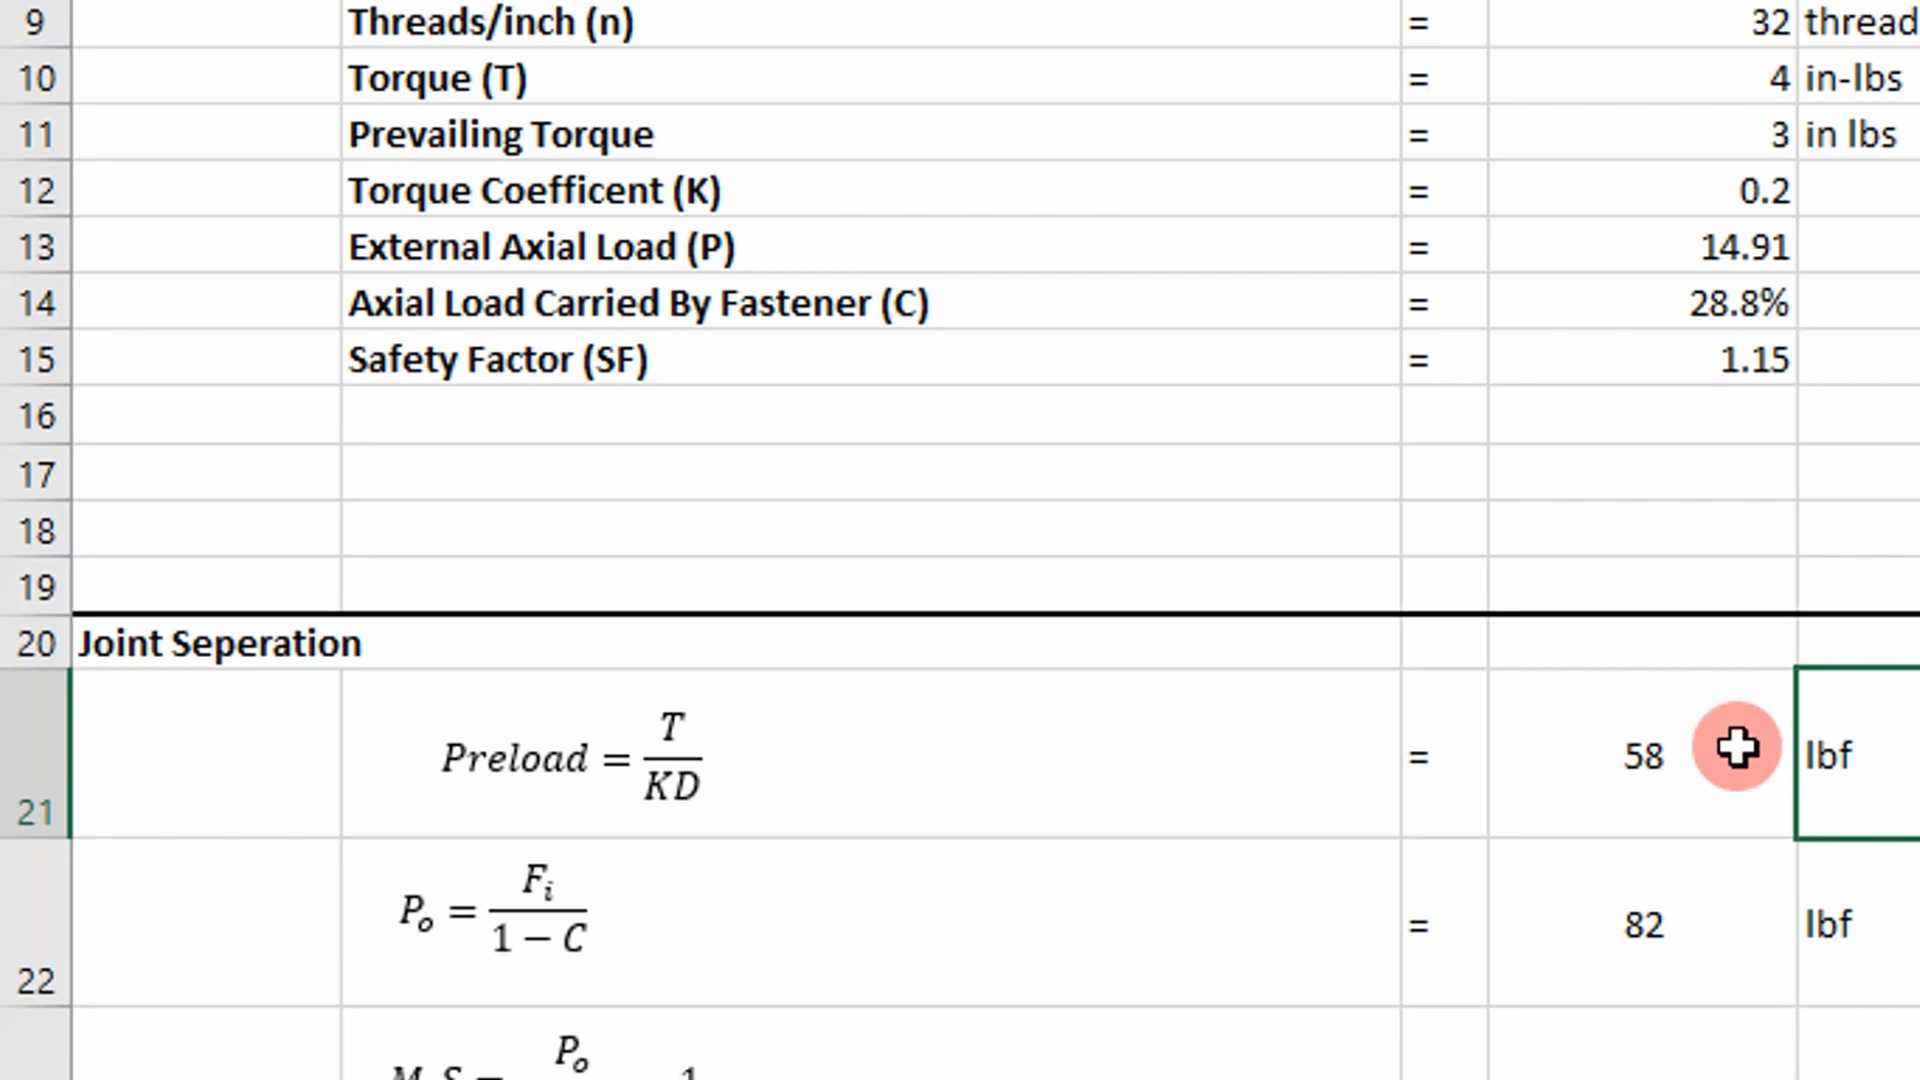 9 Threads/inch (n) = 32 thread
10 Torque (T) = 4 in-lbs
11 Prevailing Torque = 3 in lbs
12 Torque Coefficent (K) = 0.2
13 External Axial Load (P) = 14.91
14 Axial Load Carried By Fastener (C) = 28.8%
15 Safety Factor (SF) = 1.15
16
17
18
19
20 Joint Seperation
21 Preload = T / KD = 58 lbf
22 P_o = F_i / 1 − C = 82 lbf
M.S = P_o 1